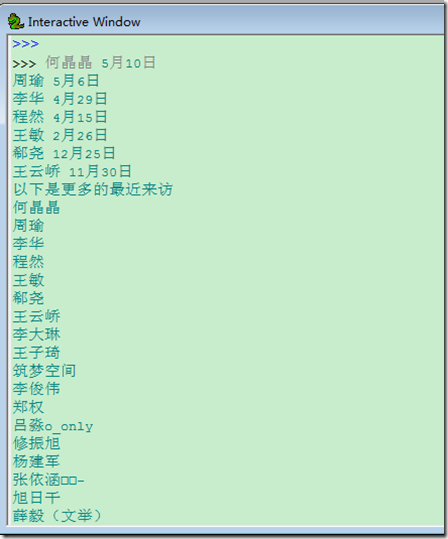 Interactive Window
>>>
>>> 何晶晶 5月10日
周瑜 5月6日
李华 4月29日
程然 4月15日
王敏 2月26日
郗尧 12月25日
王云峤 11月30日
以下是更多的最近来访
何晶晶
周瑜
李华
程然
王敏
郗尧
王云峤
李大琳
王子琦
筑梦空间
李俊伟
郑权
吕淼o_only
修振旭
杨建军
张依涵□□-
旭日干
薛毅（文举）